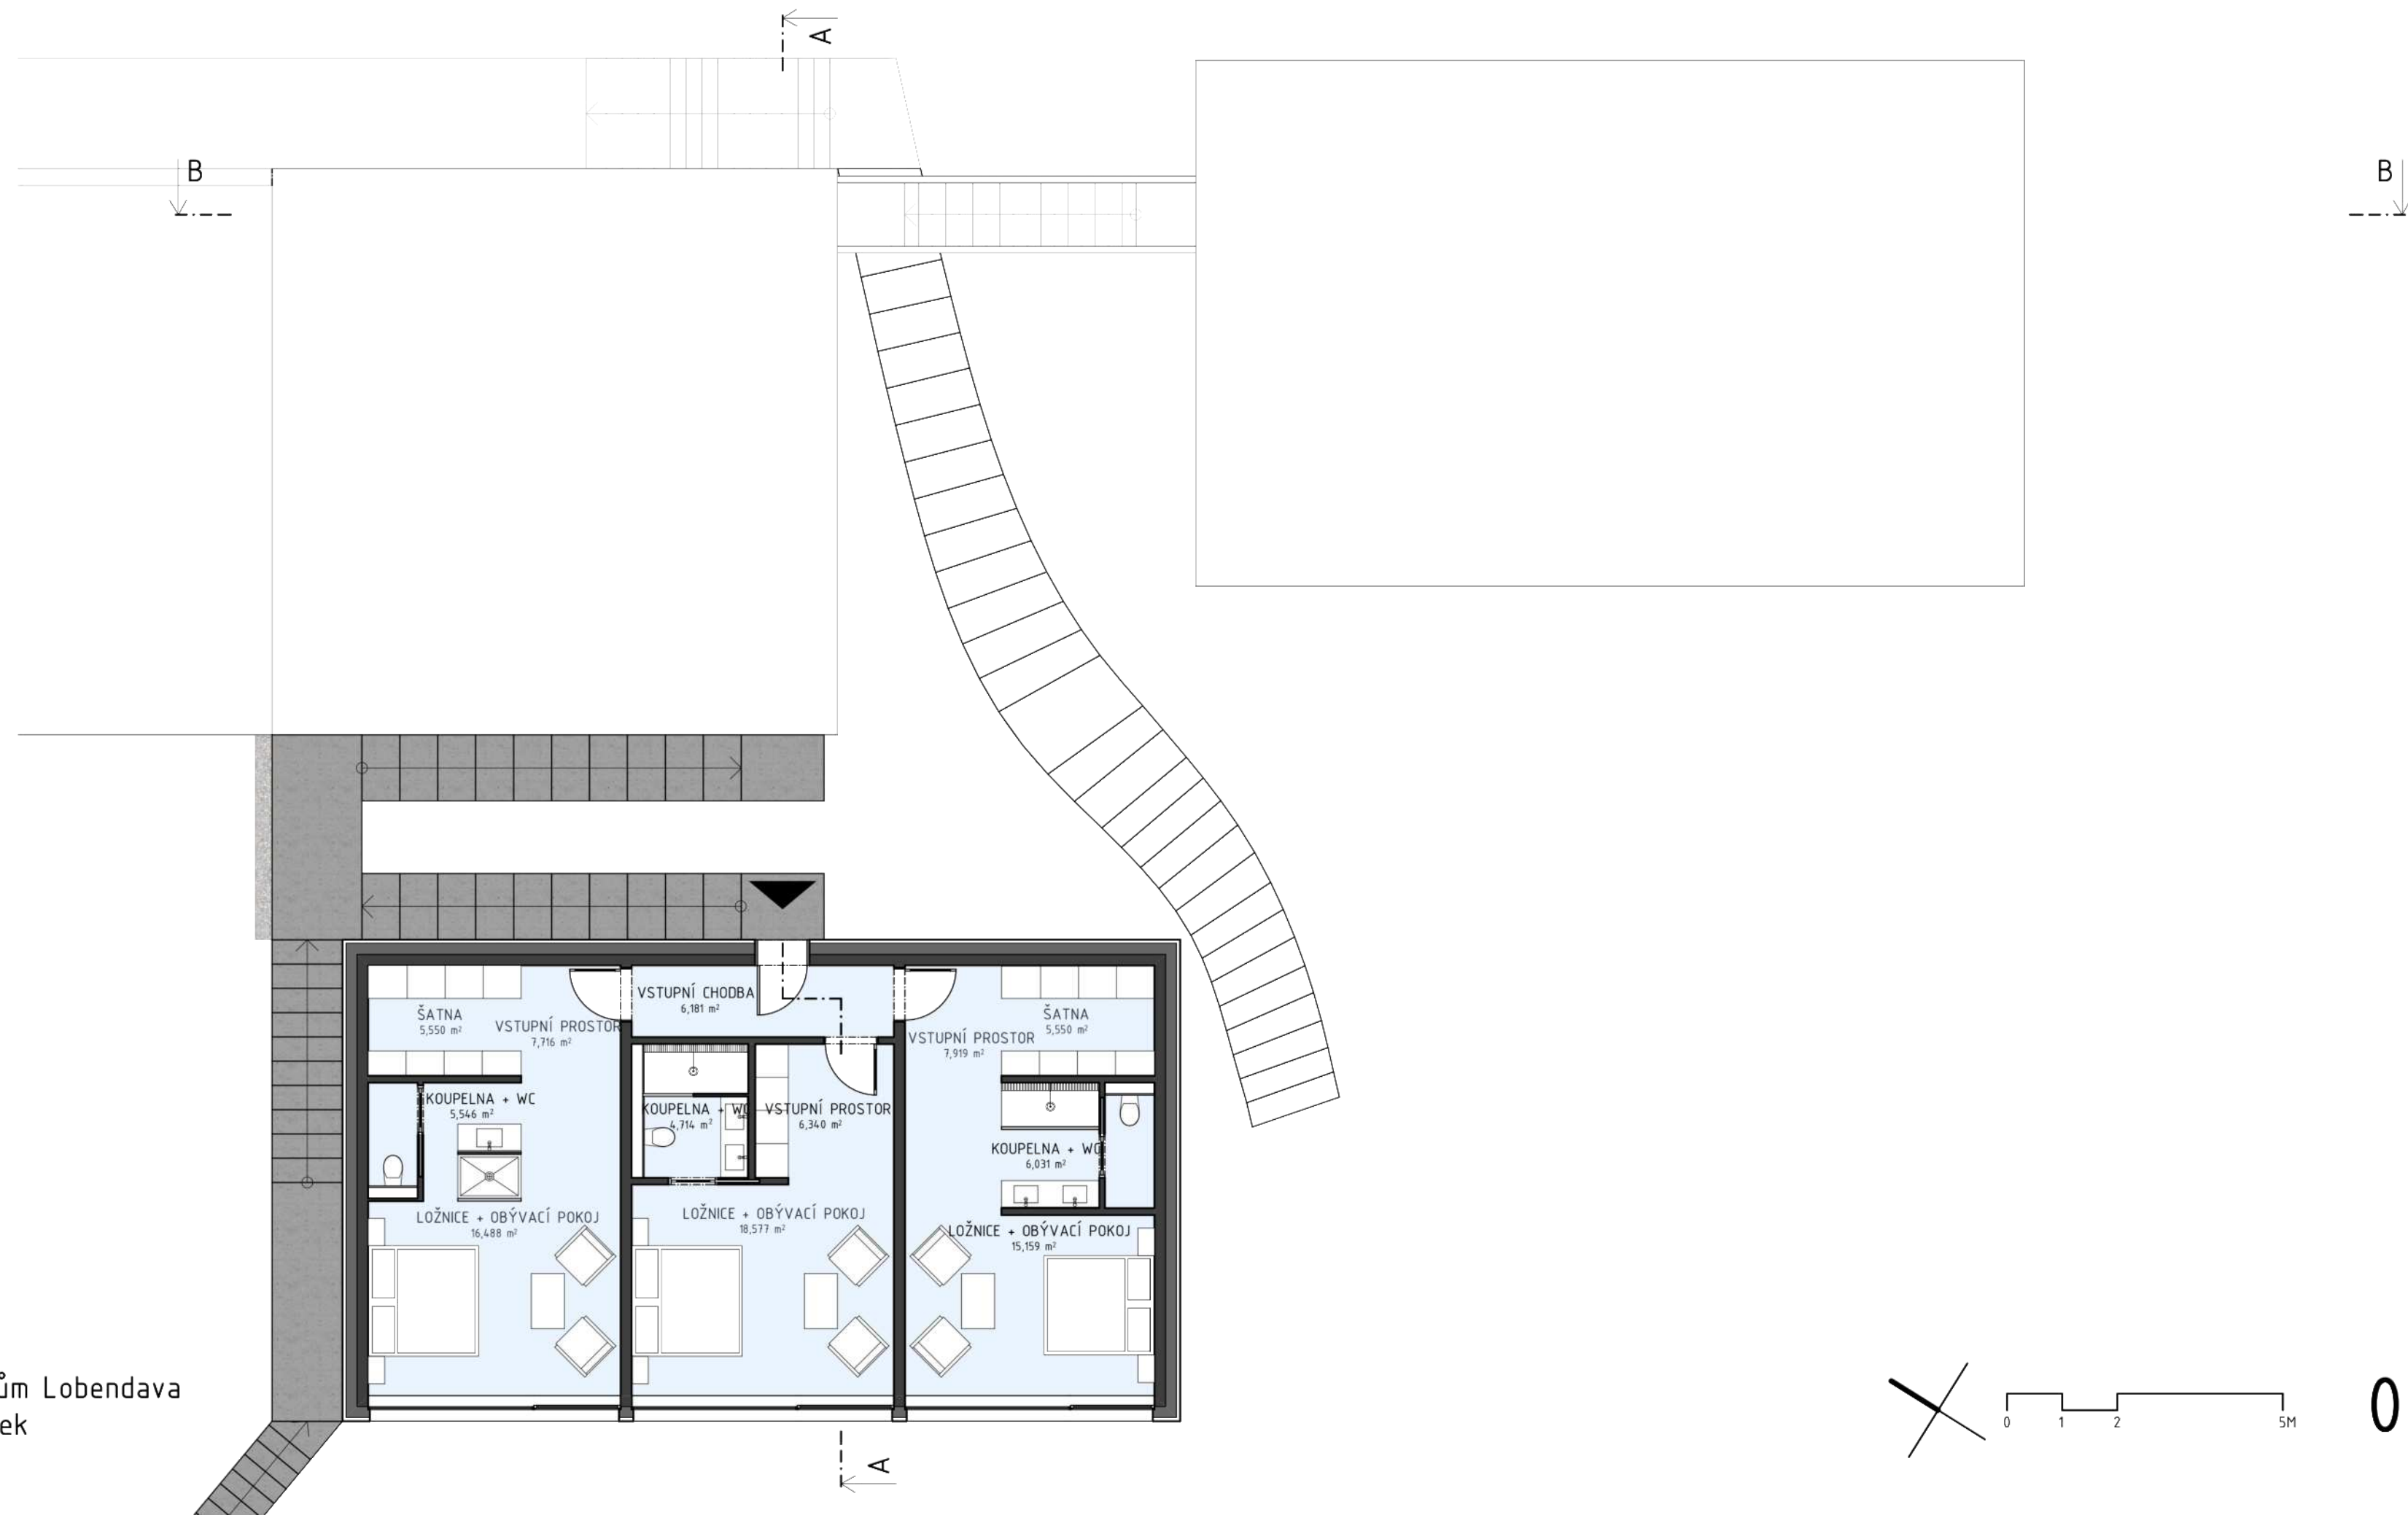 A
B
B
VSTUPNÍ CHODBA
6,181 m²
ŠATNA
5,550 m²
VSTUPNÍ PROSTOR
7,716 m²
VSTUPNÍ PROSTOR
7,919 m²
ŠATNA
5,550 m²
KOUPELNA + WC
5,546 m²
KOUPELNA + WC
4,714 m²
VSTUPNÍ PROSTOR
6,340 m²
KOUPELNA + WC
6,031 m²
LOŽNICE + OBÝVACÍ POKOJ
16,488 m²
LOŽNICE + OBÝVACÍ POKOJ
18,577 m²
LOŽNICE + OBÝVACÍ POKOJ
15,159 m²
ům Lobendava
ek
0 1 2 5M
0
A